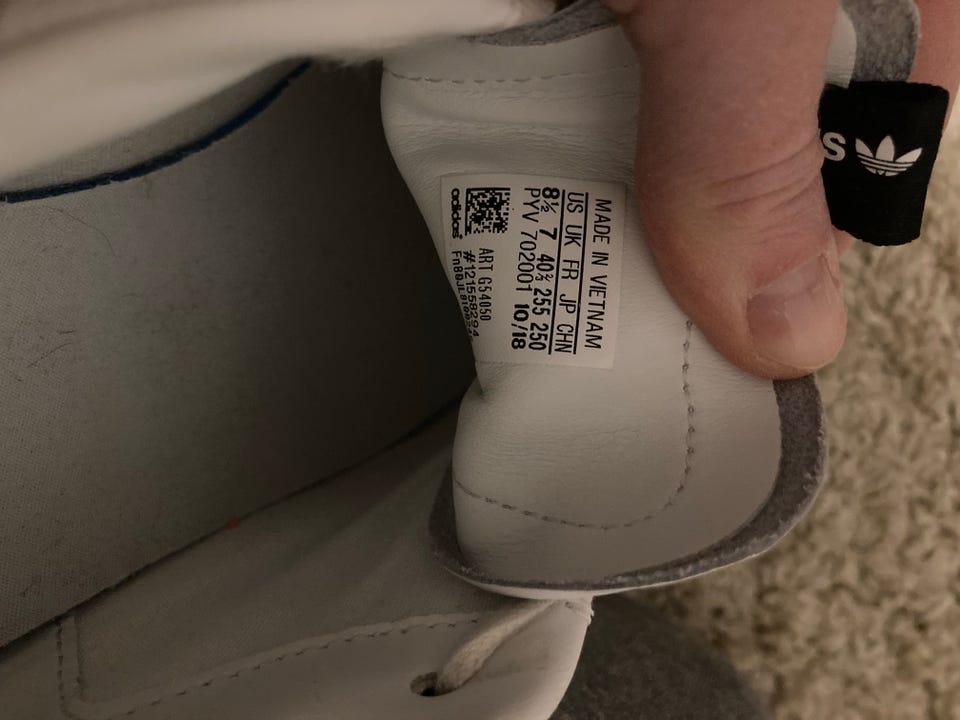 MADE IN VIETNAM
US UK FR JP CHN
8½ 7 40⅔ 255 250
PYV 702001 10/18
ART G54050
#121558294
adidas
S